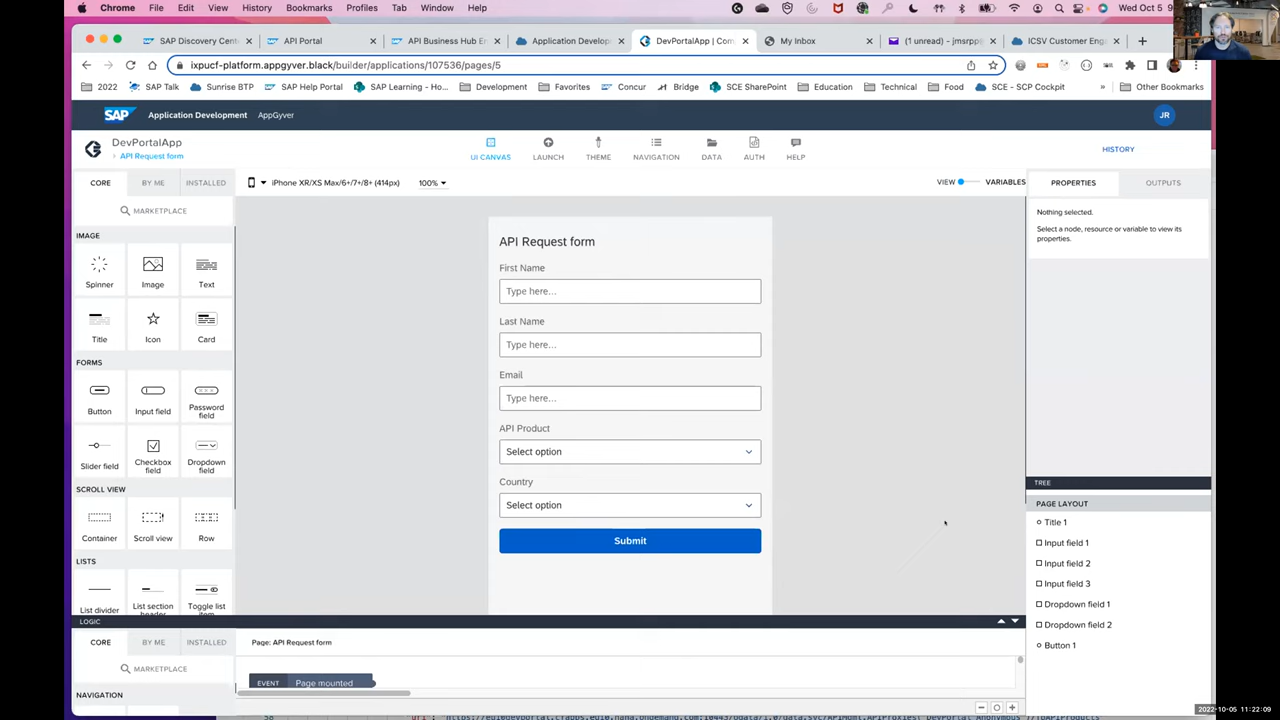 Chrome File Edit View History Bookmarks Profiles Tab Window Help Wed Oct 5 9
SAP Discovery Cent API Portal API Business Hub En Application Develop DevPortalApp | Com My Inbox (1 unread) - jmsrpp ICSV Customer Eng
ixpucf-platform.appgyver.black/builder/applications/107536/pages/5
2022 SAP Talk Sunrise BTP SAP Help Portal SAP Learning - Ho... Development Favorites Concur Bridge SCE SharePoint Education Technical Food SCE - SCP Cockpit » Other Bookmarks
SAP Application Development AppGyver JR
DevPortalApp
API Request form
UI CANVAS LAUNCH THEME NAVIGATION DATA AUTH HELP HISTORY
CORE BY ME INSTALLED iPhone XR/XS Max/6+/7+/8+ (414px) 100% VIEW VARIABLES PROPERTIES OUTPUTS
MARKETPLACE
Nothing selected.
Select a node, resource or variable to view its
properties.
IMAGE
Spinner Image Text
Title Icon Card
FORMS
Button Input field Password
field
Slider field Checkbox
field Dropdown
field
SCROLL VIEW
Container Scroll view Row
LISTS
List divider List section
header Toggle list
item
API Request form
First Name
Type here...
Last Name
Type here...
Email
Type here...
API Product
Select option
Country
Select option
Submit
TREE
PAGE LAYOUT
Title 1
Input field 1
Input field 2
Input field 3
Dropdown field 1
Dropdown field 2
Button 1
LOGIC
CORE BY ME INSTALLED Page: API Request form
MARKETPLACE
EVENT Page mounted
NAVIGATION
2022-10-05 11:22:09